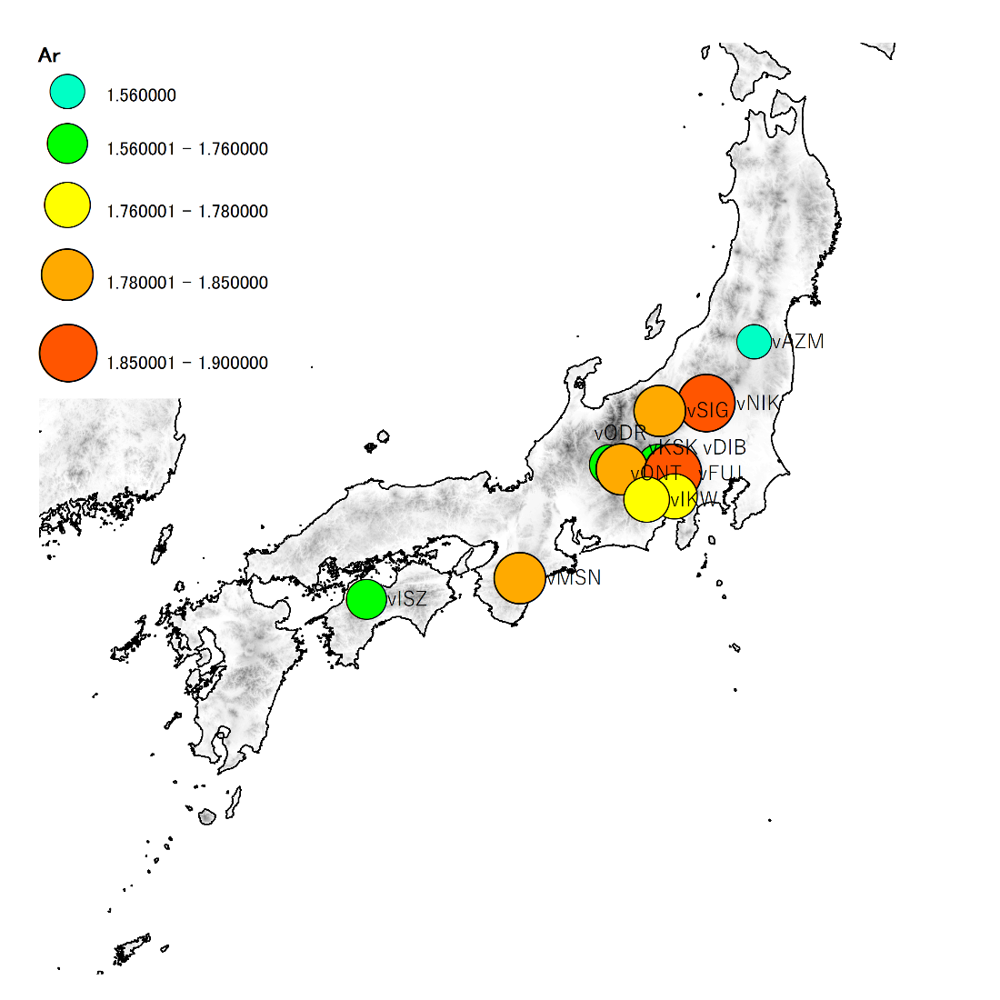 Ar
1.560000
1.560001 - 1.760000
1.760001 - 1.780000
1.780001 - 1.850000
1.850001 - 1.900000
vAZM
vNIK
vSIG
vODR
vKSK
vDIB
vONT
vFUJ
vIKW
vMSN
vISZ